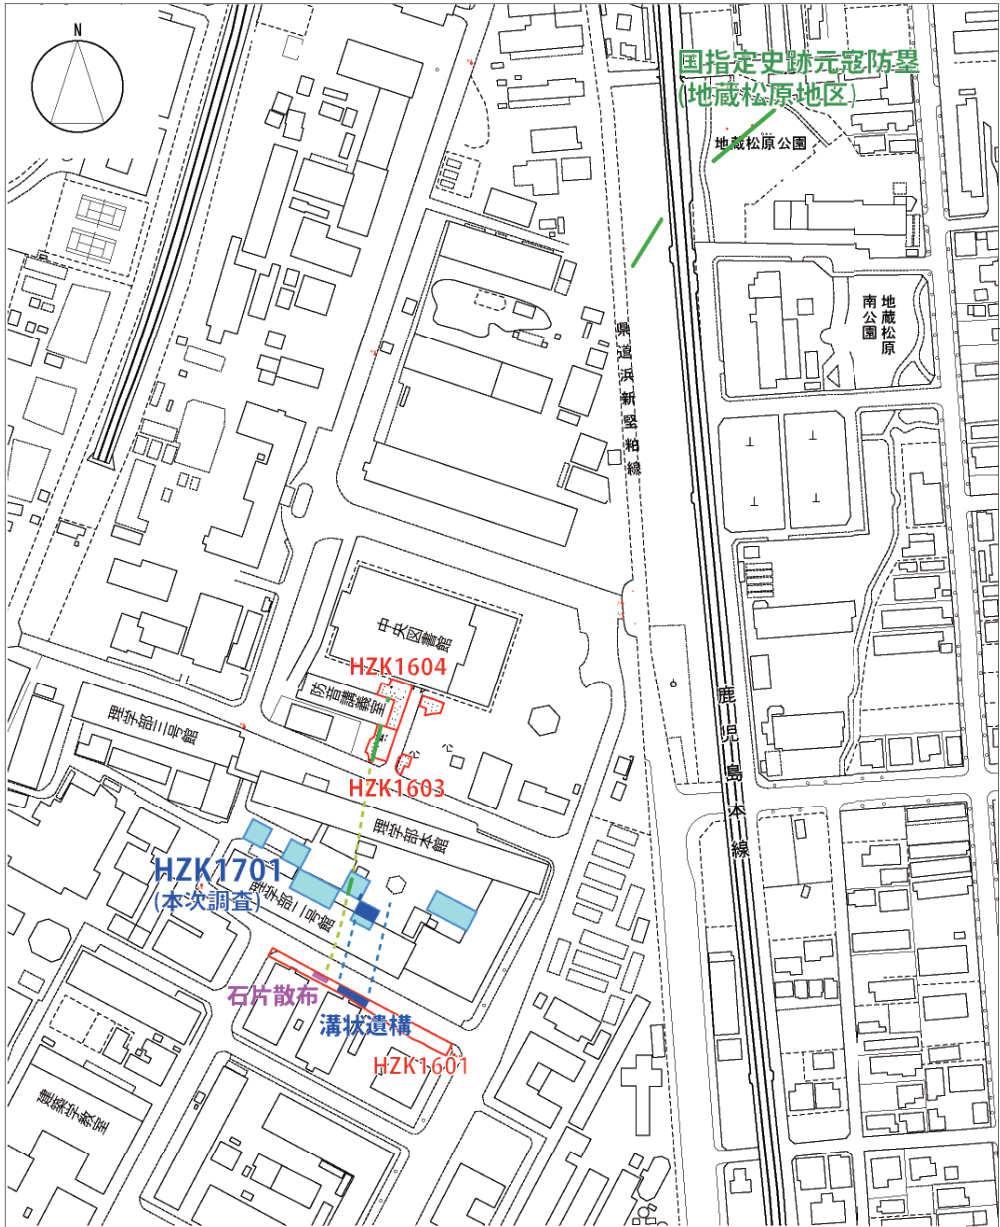 N
国指定史跡元寇防塁
(地蔵松原地区)
地蔵松原公園
地蔵松原
南公園
県道浜新堅粕線
中央図書館
HZK1604
防音講義室
理学部三号館
HZK1603
鹿児島本線
理学部本館
HZK1701
(本次調査)
理学部二号館
石片散布
溝状遺構
HZK1601
建築学教室